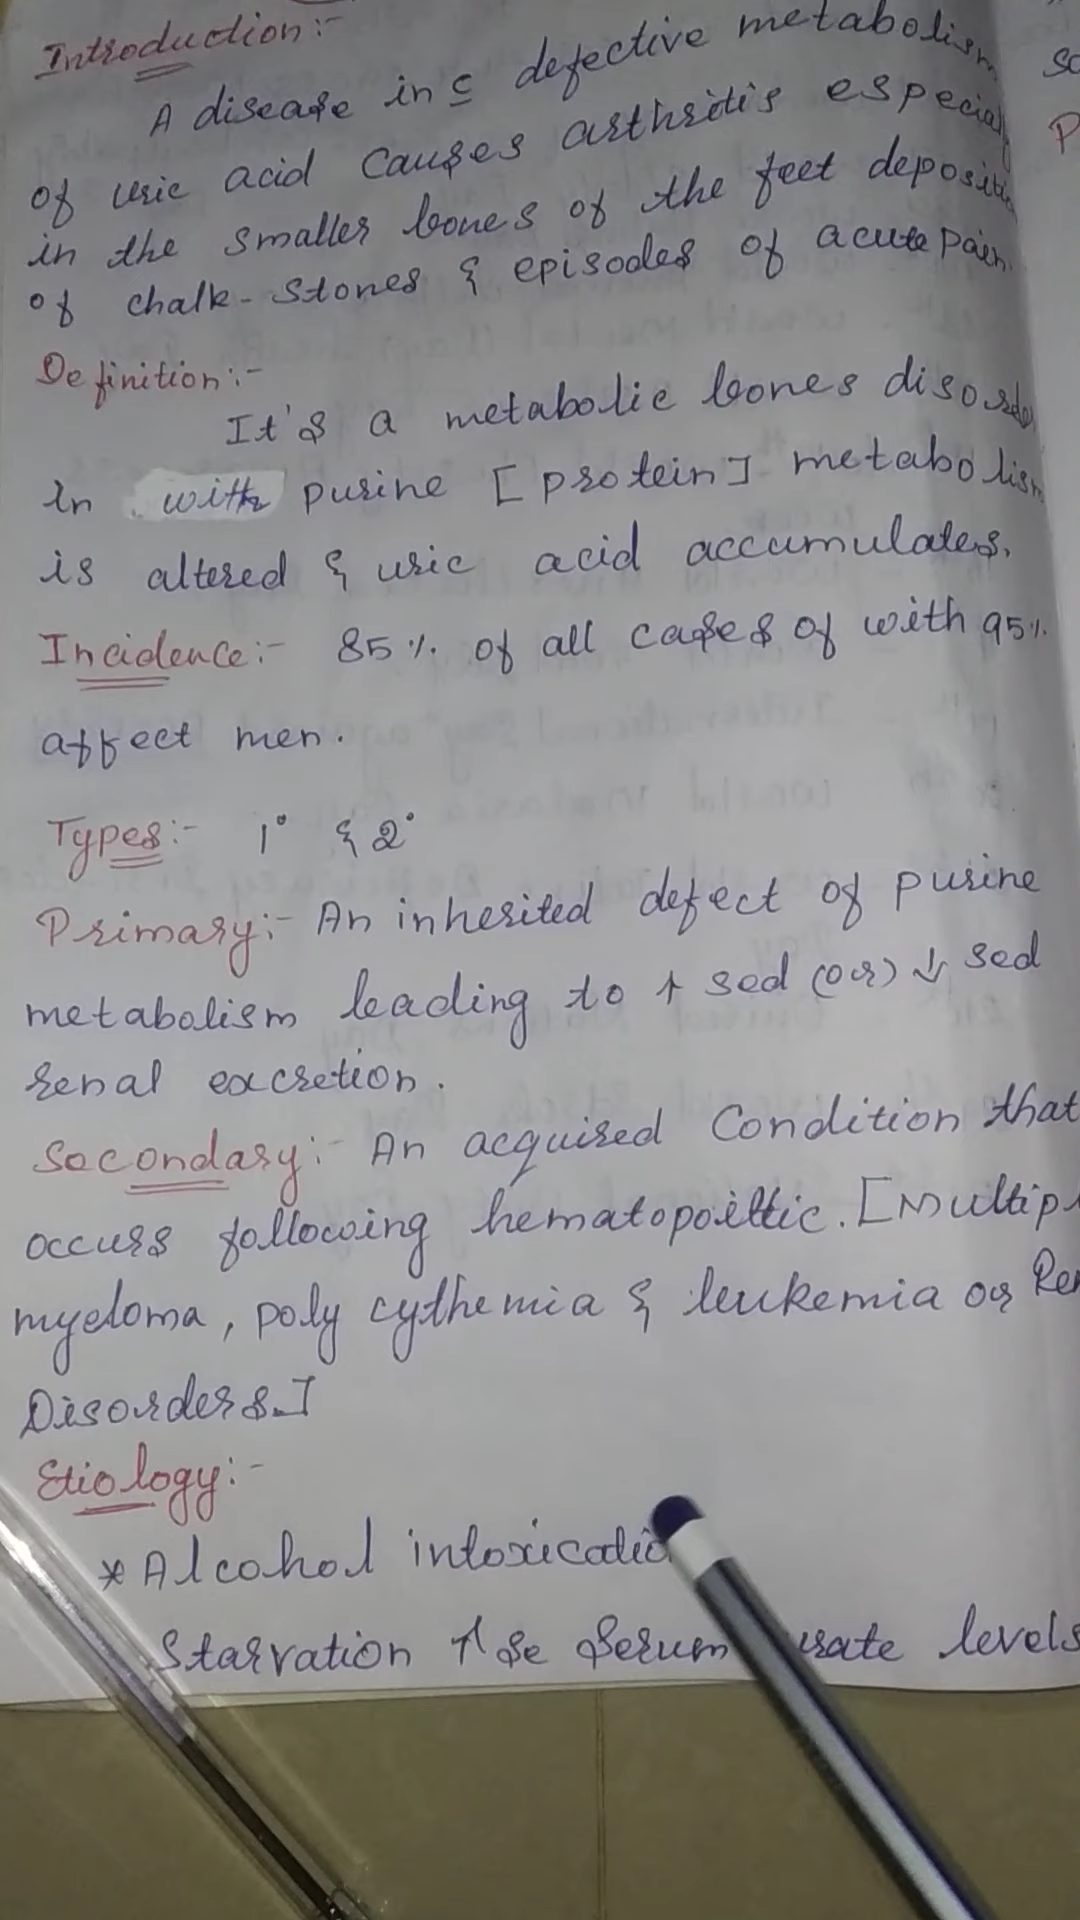 Introduction:-
A disease in c̄ defective metabolism
of uric acid causes arthritis especially
in the smaller bones of the feet deposition
of chalk-stones & episodes of acute pain.
Definition:-
It's a metabolic bones disorder
in with purine [protein] metabolism
is altered & uric acid accumulates.
Incidence:- 85% of all cases of with 95%
affect men.
Types:- 1° & 2°
Primary:- An inherited defect of purine
metabolism leading to ↑ sed (or) ↓ sed
renal excretion.
Secondary:- An acquired Condition that
occurs following hematopoittic. [Multip
myeloma, poly cythemia & leukemia or Ren
Disorders]
Etiology:-
* Alcohol intoxicatio
Starvation ↑ se serum urate levels
so
P